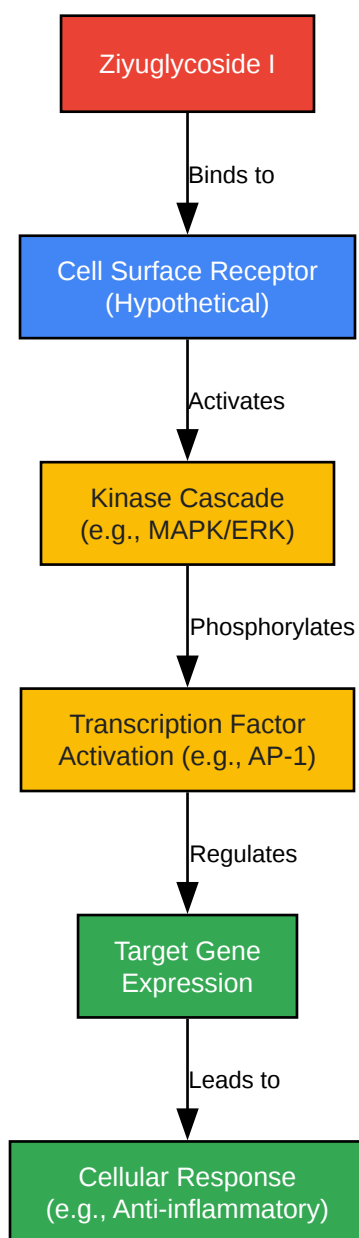 Ziyuglycoside I
Binds to
Cell Surface Receptor
(Hypothetical)
Activates
Kinase Cascade
(e.g., MAPK/ERK)
Phosphorylates
Transcription Factor
Activation (e.g., AP-1)
Regulates
Target Gene
Expression
Leads to
Cellular Response
(e.g., Anti-inflammatory)